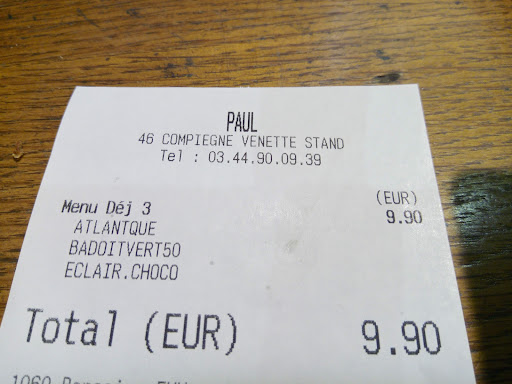 PAUL
46 COMPIEGNE VENETTE STAND
Tel : 03.44.90.09.39
(EUR)
Menu Déj 3 9.90
ATLANTQUE
BADOITVERT50
ECLAIR.CHOCO
Total (EUR) 9.90